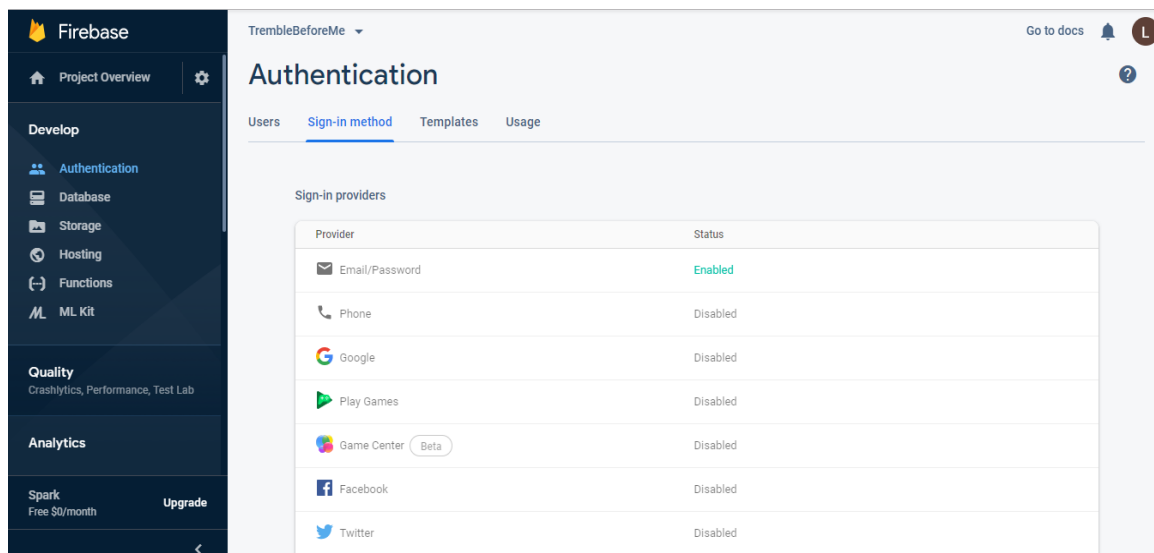 Firebase
Project Overview
Develop
Authentication
Database
Storage
Hosting
Functions
ML Kit
Quality
Crashlytics, Performance, Test Lab
Analytics
Spark
Free $0/month
Upgrade
TrembleBeforeMe
Go to docs
L
Authentication
Users Sign-in method Templates Usage
Sign-in providers
Provider Status
Email/Password Enabled
Phone Disabled
Google Disabled
Play Games Disabled
Game Center Beta Disabled
Facebook Disabled
Twitter Disabled